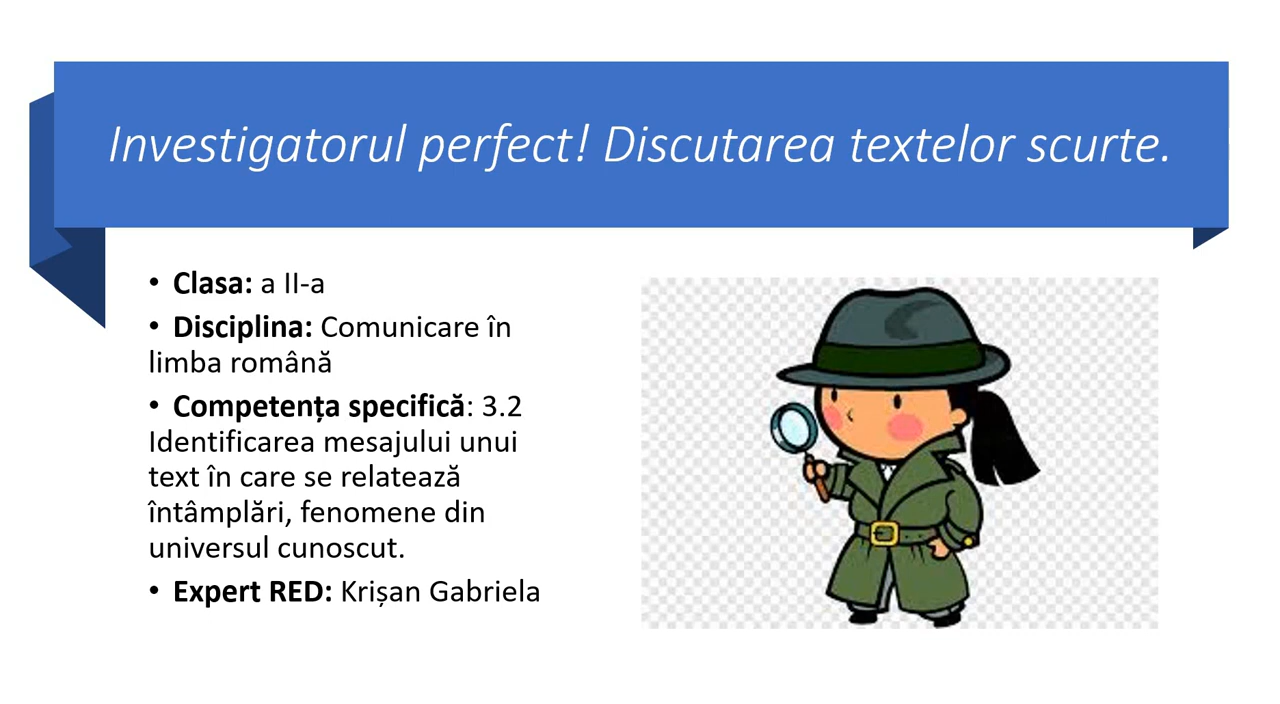 Investigatorul perfect! Discutarea textelor scurte.
• Clasa: a II-a
• Disciplina: Comunicare în
limba română
• Competența specifică: 3.2
Identificarea mesajului unui
text în care se relatează
întâmplări, fenomene din
universul cunoscut.
• Expert RED: Krișan Gabriela